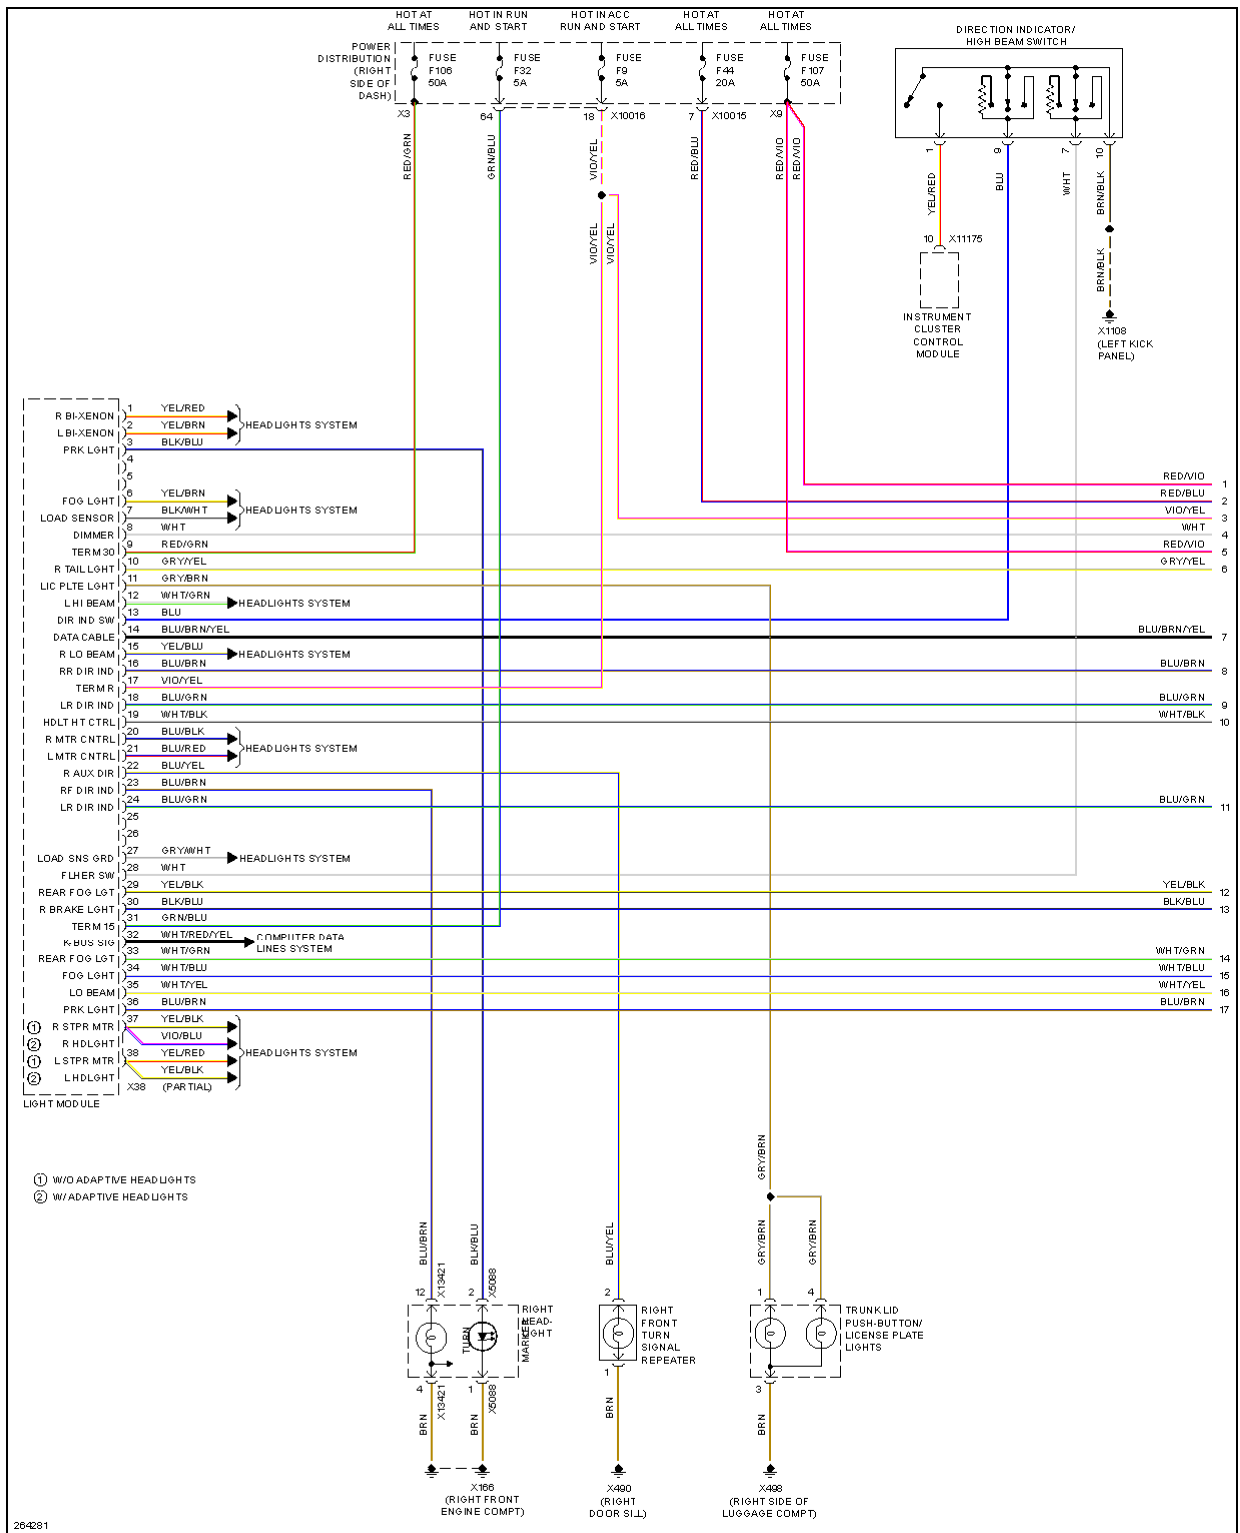 HOT AT
ALL TIMES
HOT IN RUN
AND START
HOT IN ACC
RUN AND START
HOT AT
ALL TIMES
HOT AT
ALL TIMES
DIRECTION INDICATOR/
HIGH BEAM SWITCH
POWER
DISTRIBUTION
(RIGHT
SIDE OF
DASH)
FUSE
F106
50A
FUSE
F32
5A
FUSE
F9
5A
FUSE
F44
20A
FUSE
F107
50A
X3
64
18
X10016
7
X10015
X9
RED/GRN
GRN/BLU
VIO/YEL
RED/BLU
RED/VIO
RED/VIO
VIO/YEL
VIO/YEL
1
9
7
10
YEL/RED
BLU
WHT
BRN/BLK
BRN/BLK
10
X11175
INSTRUMENT
CLUSTER
CONTROL
MODULE
X1108
(LEFT KICK
PANEL)
R BI-XENON 1 YEL/RED
L BI-XENON 2 YEL/BRN
HEADLIGHTS SYSTEM
PRK LGHT 3 BLK/BLU
4
5
FOG LGHT 6 YEL/BRN
LOAD SENSOR 7 BLK/WHT
HEADLIGHTS SYSTEM
DIMMER 8 WHT
TERM 30 9 RED/GRN
R TAIL LGHT 10 GRY/YEL
LIC PLTE LGHT 11 GRY/BRN
L HI BEAM 12 WHT/GRN HEADLIGHTS SYSTEM
DIR IND SW 13 BLU
DATA CABLE 14 BLU/BRN/YEL
R LO BEAM 15 YEL/BLU HEADLIGHTS SYSTEM
RR DIR IND 16 BLU/BRN
TERM R 17 VIO/YEL
LR DIR IND 18 BLU/GRN
HDLT HT CTRL 19 WHT/BLK
R MTR CNTRL 20 BLU/BLK
L MTR CNTRL 21 BLU/RED
HEADLIGHTS SYSTEM
R AUX DIR 22 BLU/YEL
RF DIR IND 23 BLU/BRN
LR DIR IND 24 BLU/GRN
25
26
LOAD SNS GRD 27 GRY/WHT HEADLIGHTS SYSTEM
FLHER SW 28 WHT
REAR FOG LGT 29 YEL/BLK
R BRAKE LGHT 30 BLK/BLU
TERM 15 31 GRN/BLU
K-BUS SIG 32 WHT/RED/YEL
COMPUTER DATA
LINES SYSTEM
REAR FOG LGT 33 WHT/GRN
FOG LGHT 34 WHT/BLU
LO BEAM 35 WHT/YEL
PRK LGHT 36 BLU/BRN
1 R STPR MTR 37 YEL/BLK
2 R HDLGHT VIO/BLU
HEADLIGHTS SYSTEM
1 L STPR MTR 38 YEL/RED
2 L HDLGHT YEL/BLK
X38 (PARTIAL)
LIGHT MODULE
RED/VIO 1
RED/BLU 2
VIO/YEL 3
WHT 4
RED/VIO 5
GRY/YEL 6
BLU/BRN/YEL 7
BLU/BRN 8
BLU/GRN 9
WHT/BLK 10
BLU/GRN 11
YEL/BLK 12
BLK/BLU 13
WHT/GRN 14
WHT/BLU 15
WHT/YEL 16
BLU/BRN 17
1 W/O ADAPTIVE HEADLIGHTS
2 W/ ADAPTIVE HEADLIGHTS
GRY/BRN
BLU/BRN
BLK/BLU
BLU/YEL
GRY/BRN
GRY/BRN
12
X13421
2
X5088
2
1
4
TURN
MARKER
RIGHT
HEAD-
LIGHT
RIGHT
FRONT
TURN
SIGNAL
REPEATER
TRUNK LID
PUSH-BUTTON/
LICENSE PLATE
LIGHTS
4
X13421
1
X5088
1
3
BRN
BRN
BRN
BRN
X166
(RIGHT FRONT
ENGINE COMPT)
X490
(RIGHT
DOOR SILL)
X498
(RIGHT SIDE OF
LUGGAGE COMPT)
264281